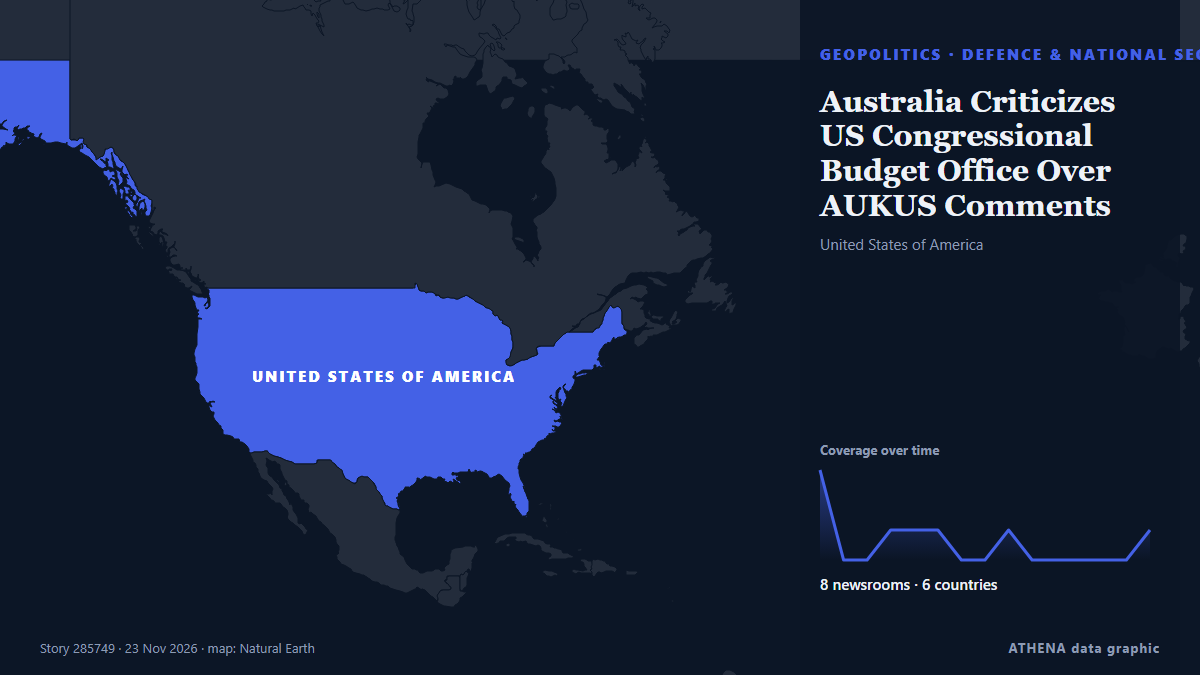 GEOPOLITICS · DEFENCE & NATIONAL
Australia Criticizes
US Congressional
Budget Office Over
AUKUS Comments
United States of America
UNITED STATES OF AMERICA
Coverage over time
8 newsrooms · 6 countries
Story 285749 · 23 Nov 2026 · map: Natural Earth
ATHENA data graphic